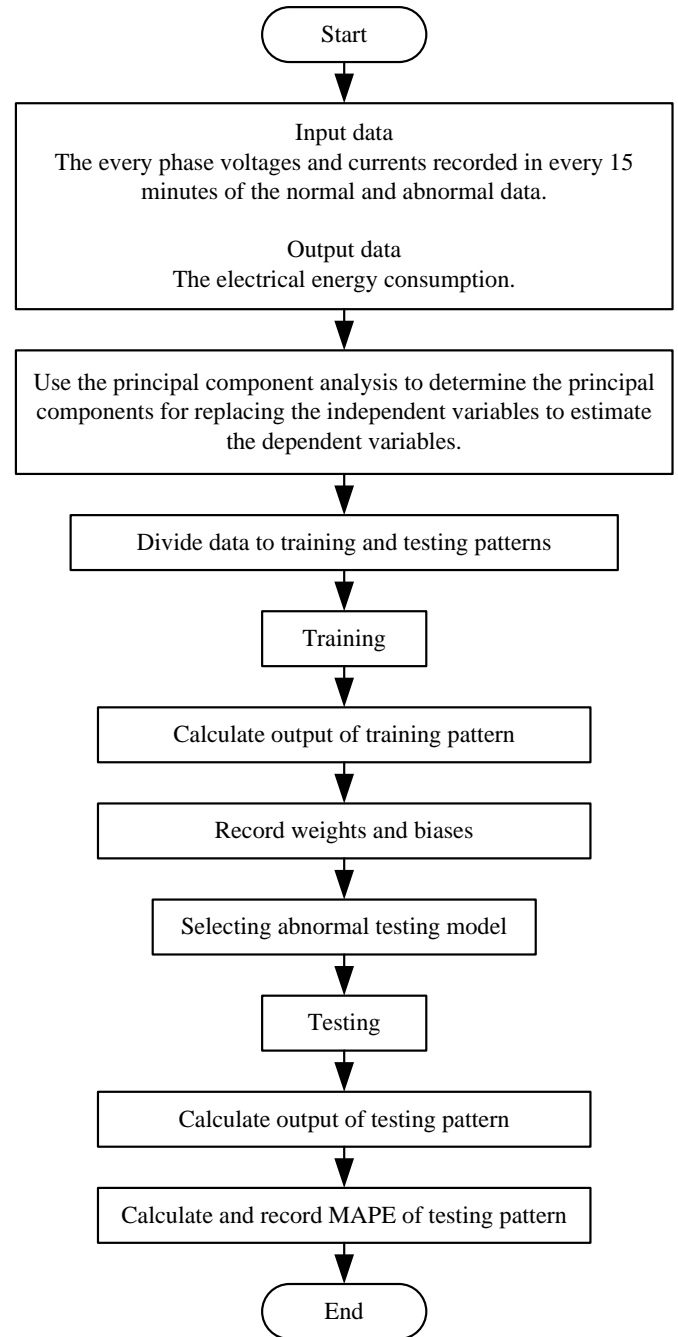 Start
Input data
The every phase voltages and currents recorded in every 15
minutes of the normal and abnormal data.
Output data
The electrical energy consumption.
Use the principal component analysis to determine the principal
components for replacing the independent variables to estimate
the dependent variables.
Divide data to training and testing patterns
Training
Calculate output of training pattern
Record weights and biases
Selecting abnormal testing model
Testing
Calculate output of testing pattern
Calculate and record MAPE of testing pattern
End